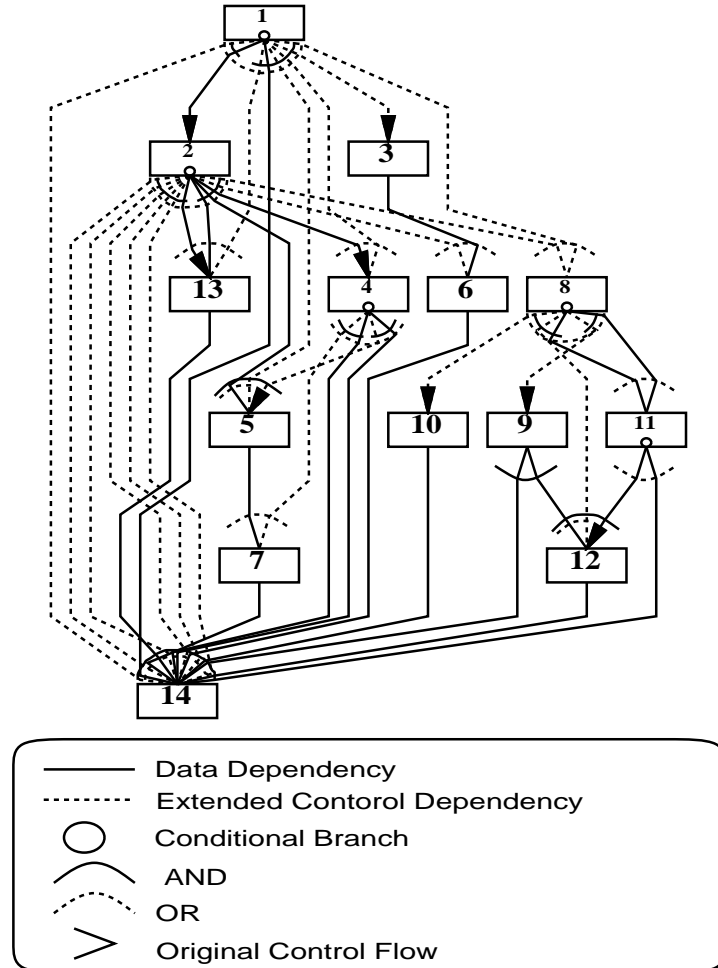 1
2
3
13
4
6
8
5
10
9
11
7
12
14
Data Dependency
Extended Contorol Dependency
Conditional Branch
AND
OR
Original Control Flow